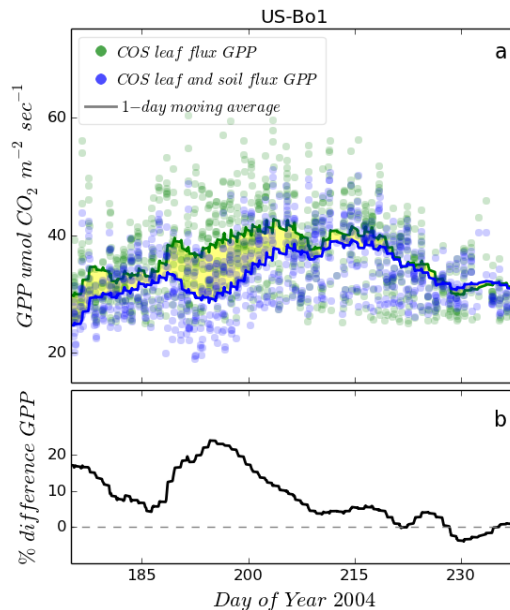 US-Bo1
a
COS leaf flux GPP
COS leaf and soil flux GPP
1−day moving average
GPP umol CO₂ m⁻² sec⁻¹
60
40
20
b
% difference GPP
20
10
0
185 200 215 230
Day of Year 2004